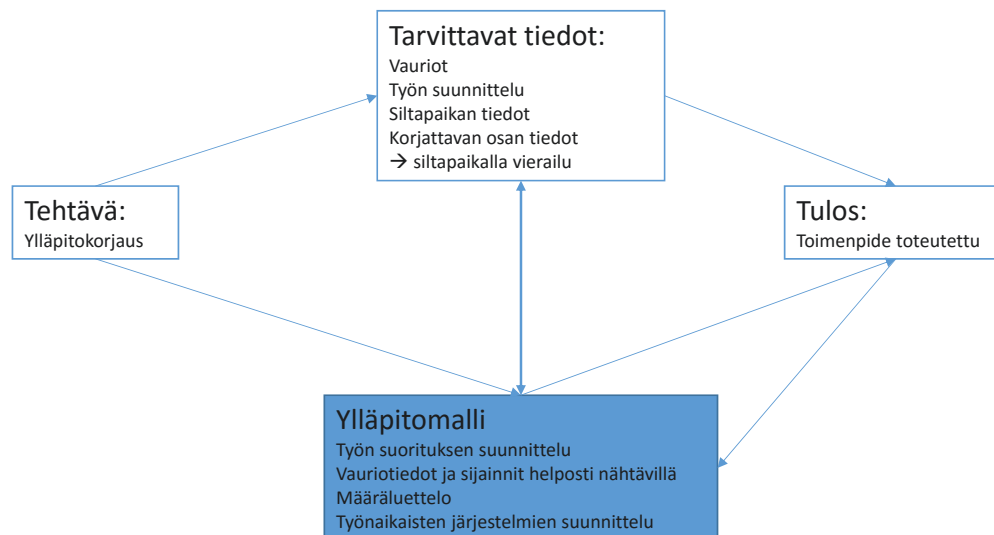 Tarvittavat tiedot:
Vauriot
Työn suunnittelu
Siltapaikan tiedot
Korjattavan osan tiedot
→ siltapaikalla vierailu
Tehtävä:
Ylläpitokorjaus
Tulos:
Toimenpide toteutettu
Ylläpitomalli
Työn suorituksen suunnittelu
Vauriotiedot ja sijainnit helposti nähtävillä
Määräluettelo
Työnaikaisten järjestelmien suunnittelu